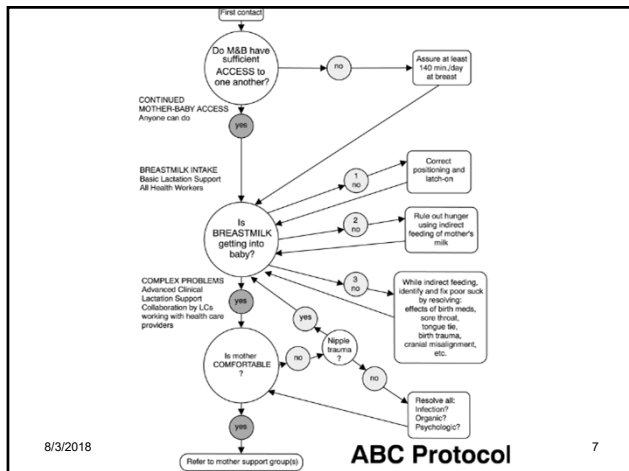 First contact
Do M&B have
sufficient
ACCESS to
one another?
no
Assure at least
140 min./day
at breast
CONTINUED
MOTHER-BABY ACCESS
Anyone can do
yes
BREASTMILK INTAKE
Basic Lactation Support
All Health Workers
1
no
Correct
positioning and
latch-on
Is
BREASTMILK
getting into
baby?
2
no
Rule out hunger
using indirect
feeding of mother's
milk
3
no
While indirect feeding,
identify and fix poor suck
by resolving:
effects of birth meds,
sore throat,
tongue tie,
birth trauma,
cranial misalignment,
etc.
COMPLEX PROBLEMS
Advanced Clinical
Lactation Support
Collaboration by LCs
working with health care
providers
yes
yes
Is mother
COMFORTABLE
?
no
Nipple
trauma
?
no
Resolve all:
Infection?
Organic?
Psychologic?
yes
Refer to mother support group(s)
8/3/2018
ABC Protocol
7